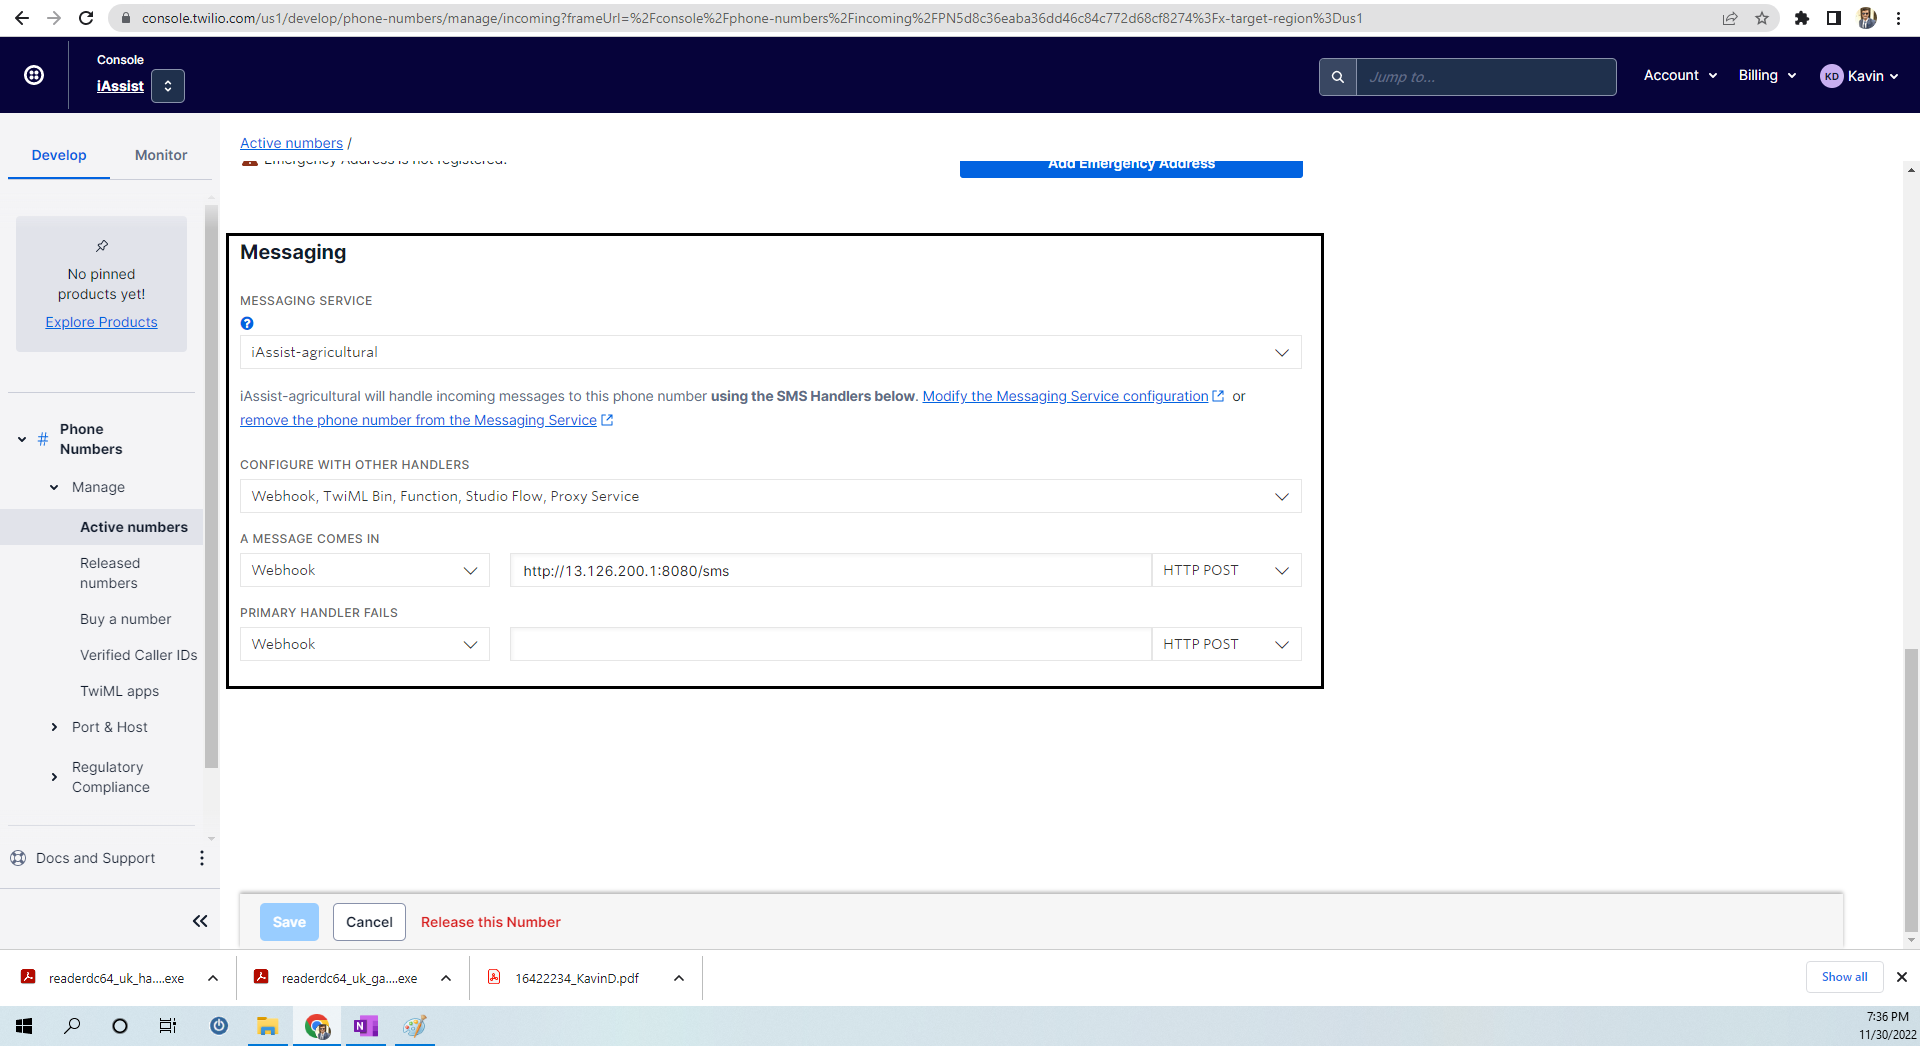 console.twilio.com/us1/develop/phone-numbers/manage/incoming?frameUrl=%2Fconsole%2Fphone-numbers%2Fincoming%2FPN5d8c36eaba36dd46c84c772d68cf8274%3Fx-target-region%3Dus1
Console
iAssist
Jump to...
Account
Billing
KD
Kavin
Develop
Monitor
No pinned
products yet!
Explore Products
Phone
Numbers
Manage
Active numbers
Released
numbers
Buy a number
Verified Caller IDs
TwiML apps
Port & Host
Regulatory
Compliance
Docs and Support
Active numbers /
Emergency Address is not registered.
Add Emergency Address
Messaging
MESSAGING SERVICE
?
iAssist-agricultural
iAssist-agricultural will handle incoming messages to this phone number using the SMS Handlers below. Modify the Messaging Service configuration or
remove the phone number from the Messaging Service
CONFIGURE WITH OTHER HANDLERS
Webhook, TwiML Bin, Function, Studio Flow, Proxy Service
A MESSAGE COMES IN
Webhook
http://13.126.200.1:8080/sms
HTTP POST
PRIMARY HANDLER FAILS
Webhook
HTTP POST
Save
Cancel
Release this Number
readerdc64_uk_ha....exe
readerdc64_uk_ga....exe
16422234_KavinD.pdf
Show all
N
7:36 PM
11/30/2022